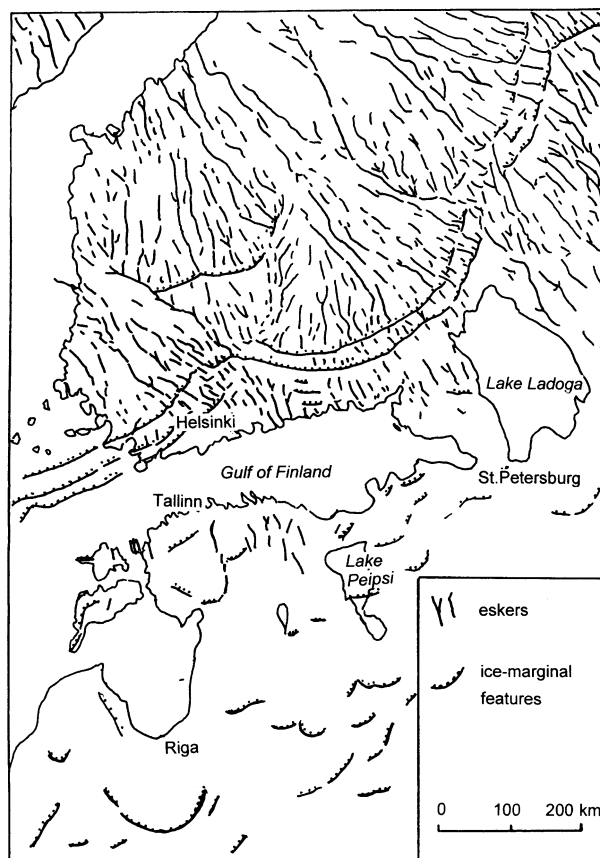 Lake Ladoga
Helsinki
Gulf of Finland
St.Petersburg
Tallinn
Lake
Peipsi
Riga
eskers
ice-marginal
features
0 100 200 km